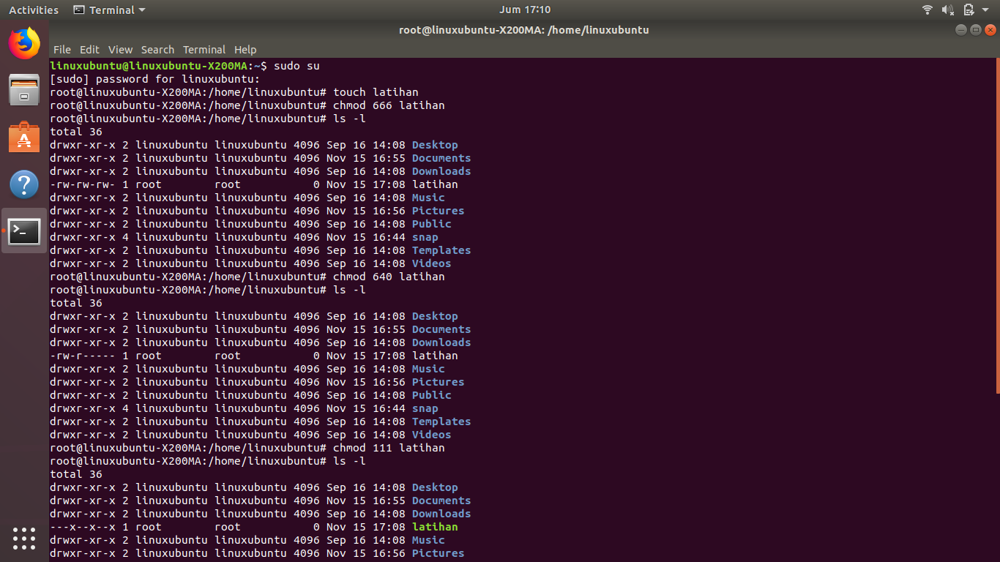 Activities Terminal Jum 17:10
root@linuxubuntu-X200MA: /home/linuxubuntu
File Edit View Search Terminal Help
linuxubuntu@linuxubuntu-X200MA:~$ sudo su
[sudo] password for linuxubuntu:
root@linuxubuntu-X200MA:/home/linuxubuntu# touch latihan
root@linuxubuntu-X200MA:/home/linuxubuntu# chmod 666 latihan
root@linuxubuntu-X200MA:/home/linuxubuntu# ls -l
total 36
drwxr-xr-x 2 linuxubuntu linuxubuntu 4096 Sep 16 14:08 Desktop
drwxr-xr-x 2 linuxubuntu linuxubuntu 4096 Nov 15 16:55 Documents
drwxr-xr-x 2 linuxubuntu linuxubuntu 4096 Sep 16 14:08 Downloads
-rw-rw-rw- 1 root        root           0 Nov 15 17:08 latihan
drwxr-xr-x 2 linuxubuntu linuxubuntu 4096 Sep 16 14:08 Music
drwxr-xr-x 2 linuxubuntu linuxubuntu 4096 Nov 15 16:56 Pictures
drwxr-xr-x 2 linuxubuntu linuxubuntu 4096 Sep 16 14:08 Public
drwxr-xr-x 4 linuxubuntu linuxubuntu 4096 Nov 15 16:44 snap
drwxr-xr-x 2 linuxubuntu linuxubuntu 4096 Sep 16 14:08 Templates
drwxr-xr-x 2 linuxubuntu linuxubuntu 4096 Sep 16 14:08 Videos
root@linuxubuntu-X200MA:/home/linuxubuntu# chmod 640 latihan
root@linuxubuntu-X200MA:/home/linuxubuntu# ls -l
total 36
drwxr-xr-x 2 linuxubuntu linuxubuntu 4096 Sep 16 14:08 Desktop
drwxr-xr-x 2 linuxubuntu linuxubuntu 4096 Nov 15 16:55 Documents
drwxr-xr-x 2 linuxubuntu linuxubuntu 4096 Sep 16 14:08 Downloads
-rw-r----- 1 root        root           0 Nov 15 17:08 latihan
drwxr-xr-x 2 linuxubuntu linuxubuntu 4096 Sep 16 14:08 Music
drwxr-xr-x 2 linuxubuntu linuxubuntu 4096 Nov 15 16:56 Pictures
drwxr-xr-x 2 linuxubuntu linuxubuntu 4096 Sep 16 14:08 Public
drwxr-xr-x 4 linuxubuntu linuxubuntu 4096 Nov 15 16:44 snap
drwxr-xr-x 2 linuxubuntu linuxubuntu 4096 Sep 16 14:08 Templates
drwxr-xr-x 2 linuxubuntu linuxubuntu 4096 Sep 16 14:08 Videos
root@linuxubuntu-X200MA:/home/linuxubuntu# chmod 111 latihan
root@linuxubuntu-X200MA:/home/linuxubuntu# ls -l
total 36
drwxr-xr-x 2 linuxubuntu linuxubuntu 4096 Sep 16 14:08 Desktop
drwxr-xr-x 2 linuxubuntu linuxubuntu 4096 Nov 15 16:55 Documents
drwxr-xr-x 2 linuxubuntu linuxubuntu 4096 Sep 16 14:08 Downloads
---x--x--x 1 root        root           0 Nov 15 17:08 latihan
drwxr-xr-x 2 linuxubuntu linuxubuntu 4096 Sep 16 14:08 Music
drwxr-xr-x 2 linuxubuntu linuxubuntu 4096 Nov 15 16:56 Pictures